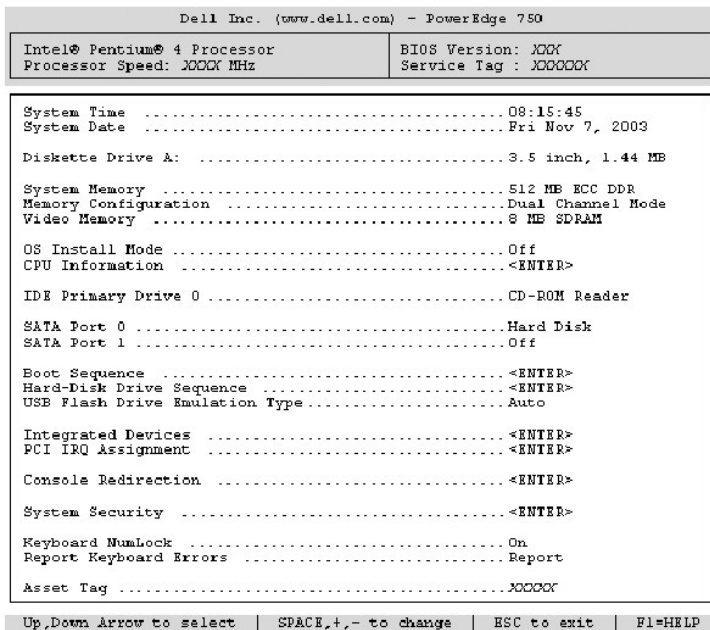 Dell Inc. (www.dell.com) - PowerEdge 750
Intel® Pentium® 4 Processor
Processor Speed: XXXX MHz
BIOS Version: XXX
Service Tag : XXXXXX
System Time ........................................ 08:15:45
System Date ........................................ Fri Nov 7, 2003
Diskette Drive A: .................................. 3.5 inch, 1.44 MB
System Memory ...................................... 512 MB ECC DDR
Memory Configuration ............................... Dual Channel Mode
Video Memory ....................................... 8 MB SDRAM
OS Install Mode .................................... Off
CPU Information .................................... <ENTER>
IDE Primary Drive 0 ................................ CD-ROM Reader
SATA Port 0 ........................................ Hard Disk
SATA Port 1 ........................................ Off
Boot Sequence ...................................... <ENTER>
Hard-Disk Drive Sequence ........................... <ENTER>
USB Flash Drive Emulation Type ..................... Auto
Integrated Devices ................................. <ENTER>
PCI IRQ Assignment ................................. <ENTER>
Console Redirection ................................ <ENTER>
System Security .................................... <ENTER>
Keyboard NumLock ................................... On
Report Keyboard Errors ............................. Report
Asset Tag .......................................... XXXXX
Up,Down Arrow to select | SPACE,+,- to change | ESC to exit | F1=HELP